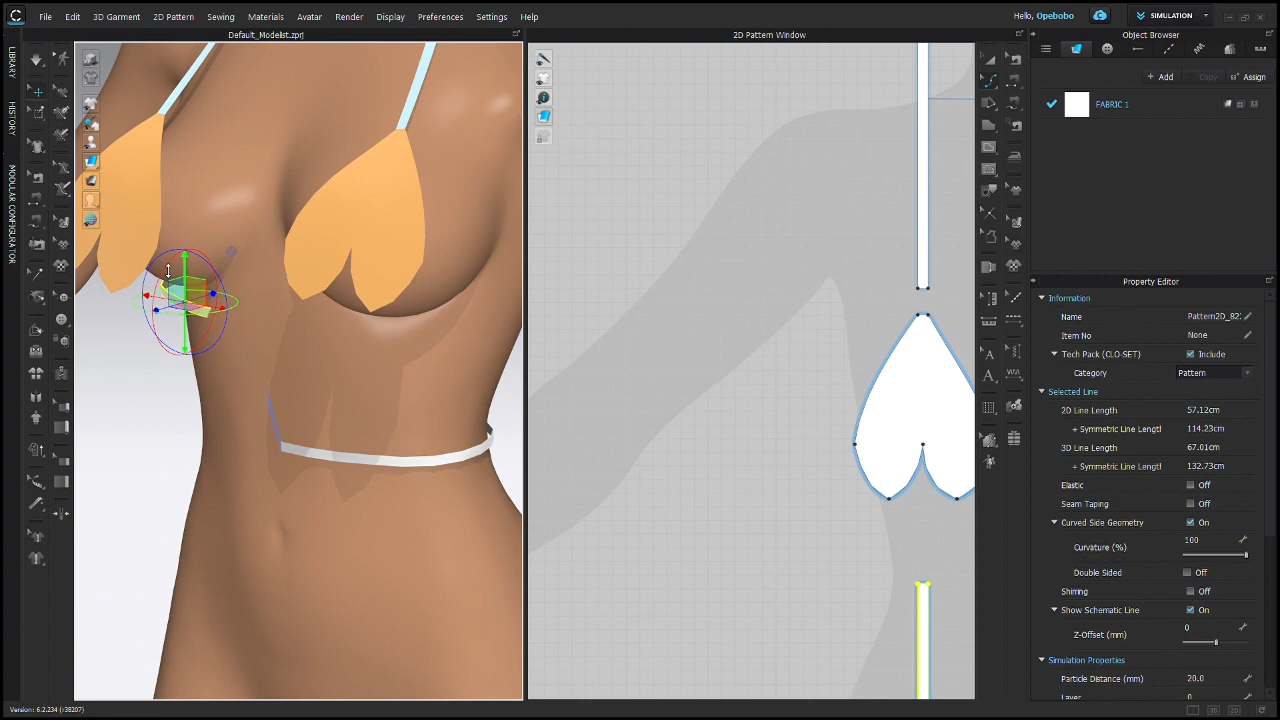 File Edit 3D Garment 2D Pattern Sewing Materials Avatar Render Display Preferences Settings Help
Hello, Opebobo
SIMULATION
Default_Modelist.zprj
2D Pattern Window
Object Browser
LIBRARY
HISTORY
MODULAR CONFIGURATOR
+ Add
Copy
Assign
FABRIC 1
Property Editor
Information
Name Pattern2D_82
Item No None
Tech Pack (CLO-SET) Include
Category Pattern
Selected Line
2D Line Length 57.12cm
+ Symmetric Line Lengtl 114.23cm
3D Line Length 67.01cm
+ Symmetric Line Lengtl 132.73cm
Elastic Off
Seam Taping Off
Curved Side Geometry On
Curvature (%) 100
Double Sided Off
Shirring Off
Show Schematic Line On
Z-Offset (mm) 0
Simulation Properties
Particle Distance (mm) 20.0
Layer 0
Version: 6.2.234 (r38207)